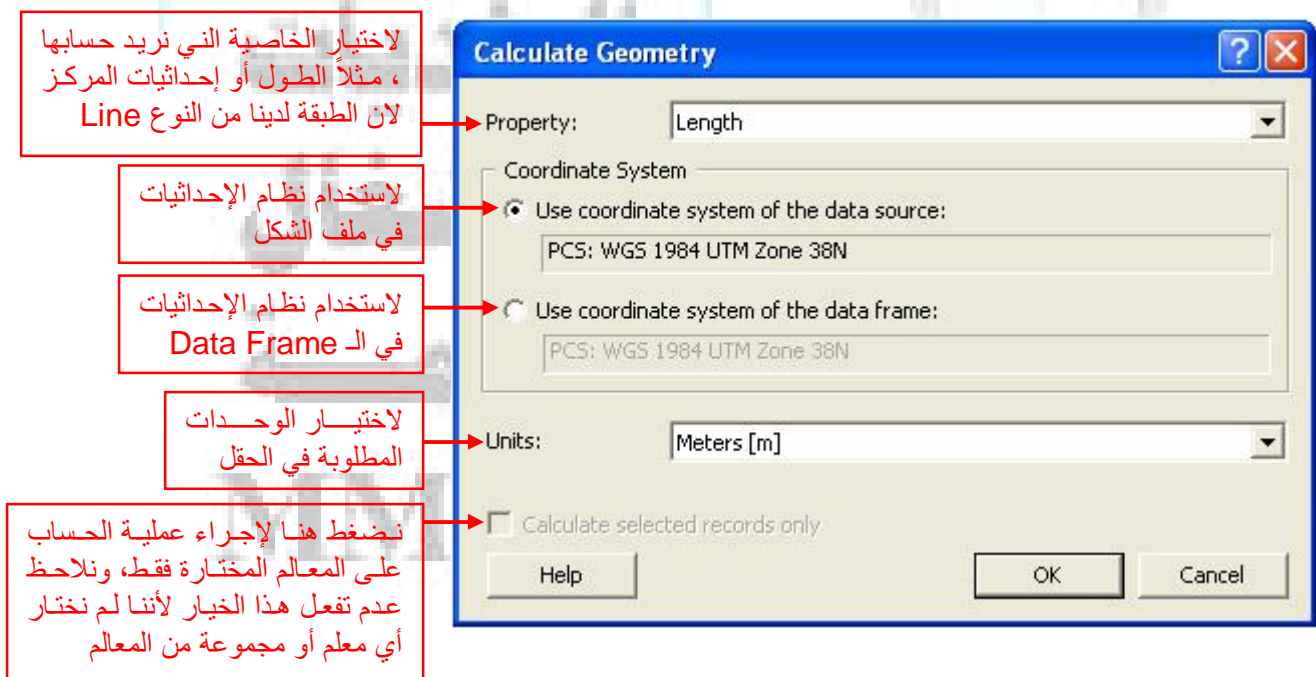 لاختيار الخاصية التي نريد حسابها
، مثلاً الطول أو إحداثيات المركز
لان الطبقة لدينا من النوع Line
لاستخدام نظام الإحداثيات
في ملف الشكل
لاستخدام نظام الإحداثيات
في الـ Data Frame
لاختيار الوحدات
المطلوبة في الحقل
نضغط هنا لإجراء عملية الحساب
على المعالم المختارة فقط، ونلاحظ
عدم تفعل هذا الخيار لأننا لم نختار
أي معلم أو مجموعة من المعالم
Calculate Geometry
Property: Length
Coordinate System
Use coordinate system of the data source:
PCS: WGS 1984 UTM Zone 38N
Use coordinate system of the data frame:
PCS: WGS 1984 UTM Zone 38N
Units: Meters [m]
Calculate selected records only
Help OK Cancel